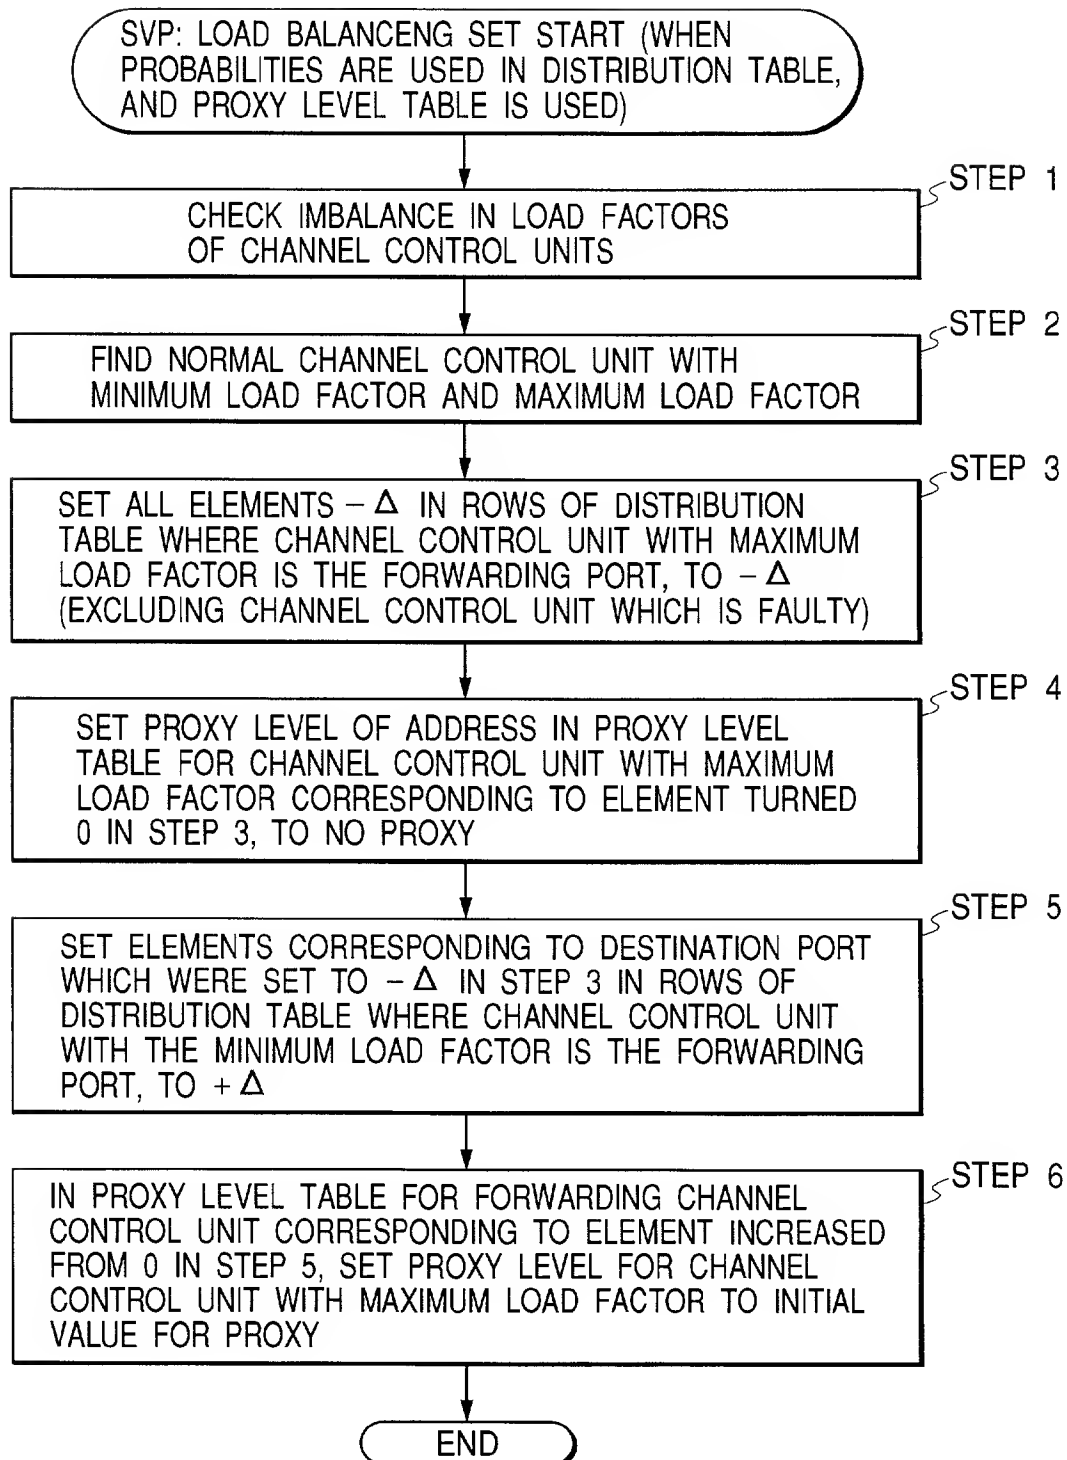 SVP: LOAD BALANCENG SET START (WHEN
PROBABILITIES ARE USED IN DISTRIBUTION TABLE,
AND PROXY LEVEL TABLE IS USED)
STEP 1
CHECK IMBALANCE IN LOAD FACTORS
OF CHANNEL CONTROL UNITS
STEP 2
FIND NORMAL CHANNEL CONTROL UNIT WITH
MINIMUM LOAD FACTOR AND MAXIMUM LOAD FACTOR
STEP 3
SET ALL ELEMENTS – Δ IN ROWS OF DISTRIBUTION
TABLE WHERE CHANNEL CONTROL UNIT WITH MAXIMUM
LOAD FACTOR IS THE FORWARDING PORT, TO – Δ
(EXCLUDING CHANNEL CONTROL UNIT WHICH IS FAULTY)
STEP 4
SET PROXY LEVEL OF ADDRESS IN PROXY LEVEL
TABLE FOR CHANNEL CONTROL UNIT WITH MAXIMUM
LOAD FACTOR CORRESPONDING TO ELEMENT TURNED
0 IN STEP 3, TO NO PROXY
STEP 5
SET ELEMENTS CORRESPONDING TO DESTINATION PORT
WHICH WERE SET TO – Δ IN STEP 3 IN ROWS OF
DISTRIBUTION TABLE WHERE CHANNEL CONTROL UNIT
WITH THE MINIMUM LOAD FACTOR IS THE FORWARDING
PORT, TO + Δ
STEP 6
IN PROXY LEVEL TABLE FOR FORWARDING CHANNEL
CONTROL UNIT CORRESPONDING TO ELEMENT INCREASED
FROM 0 IN STEP 5, SET PROXY LEVEL FOR CHANNEL
CONTROL UNIT WITH MAXIMUM LOAD FACTOR TO INITIAL
VALUE FOR PROXY
END